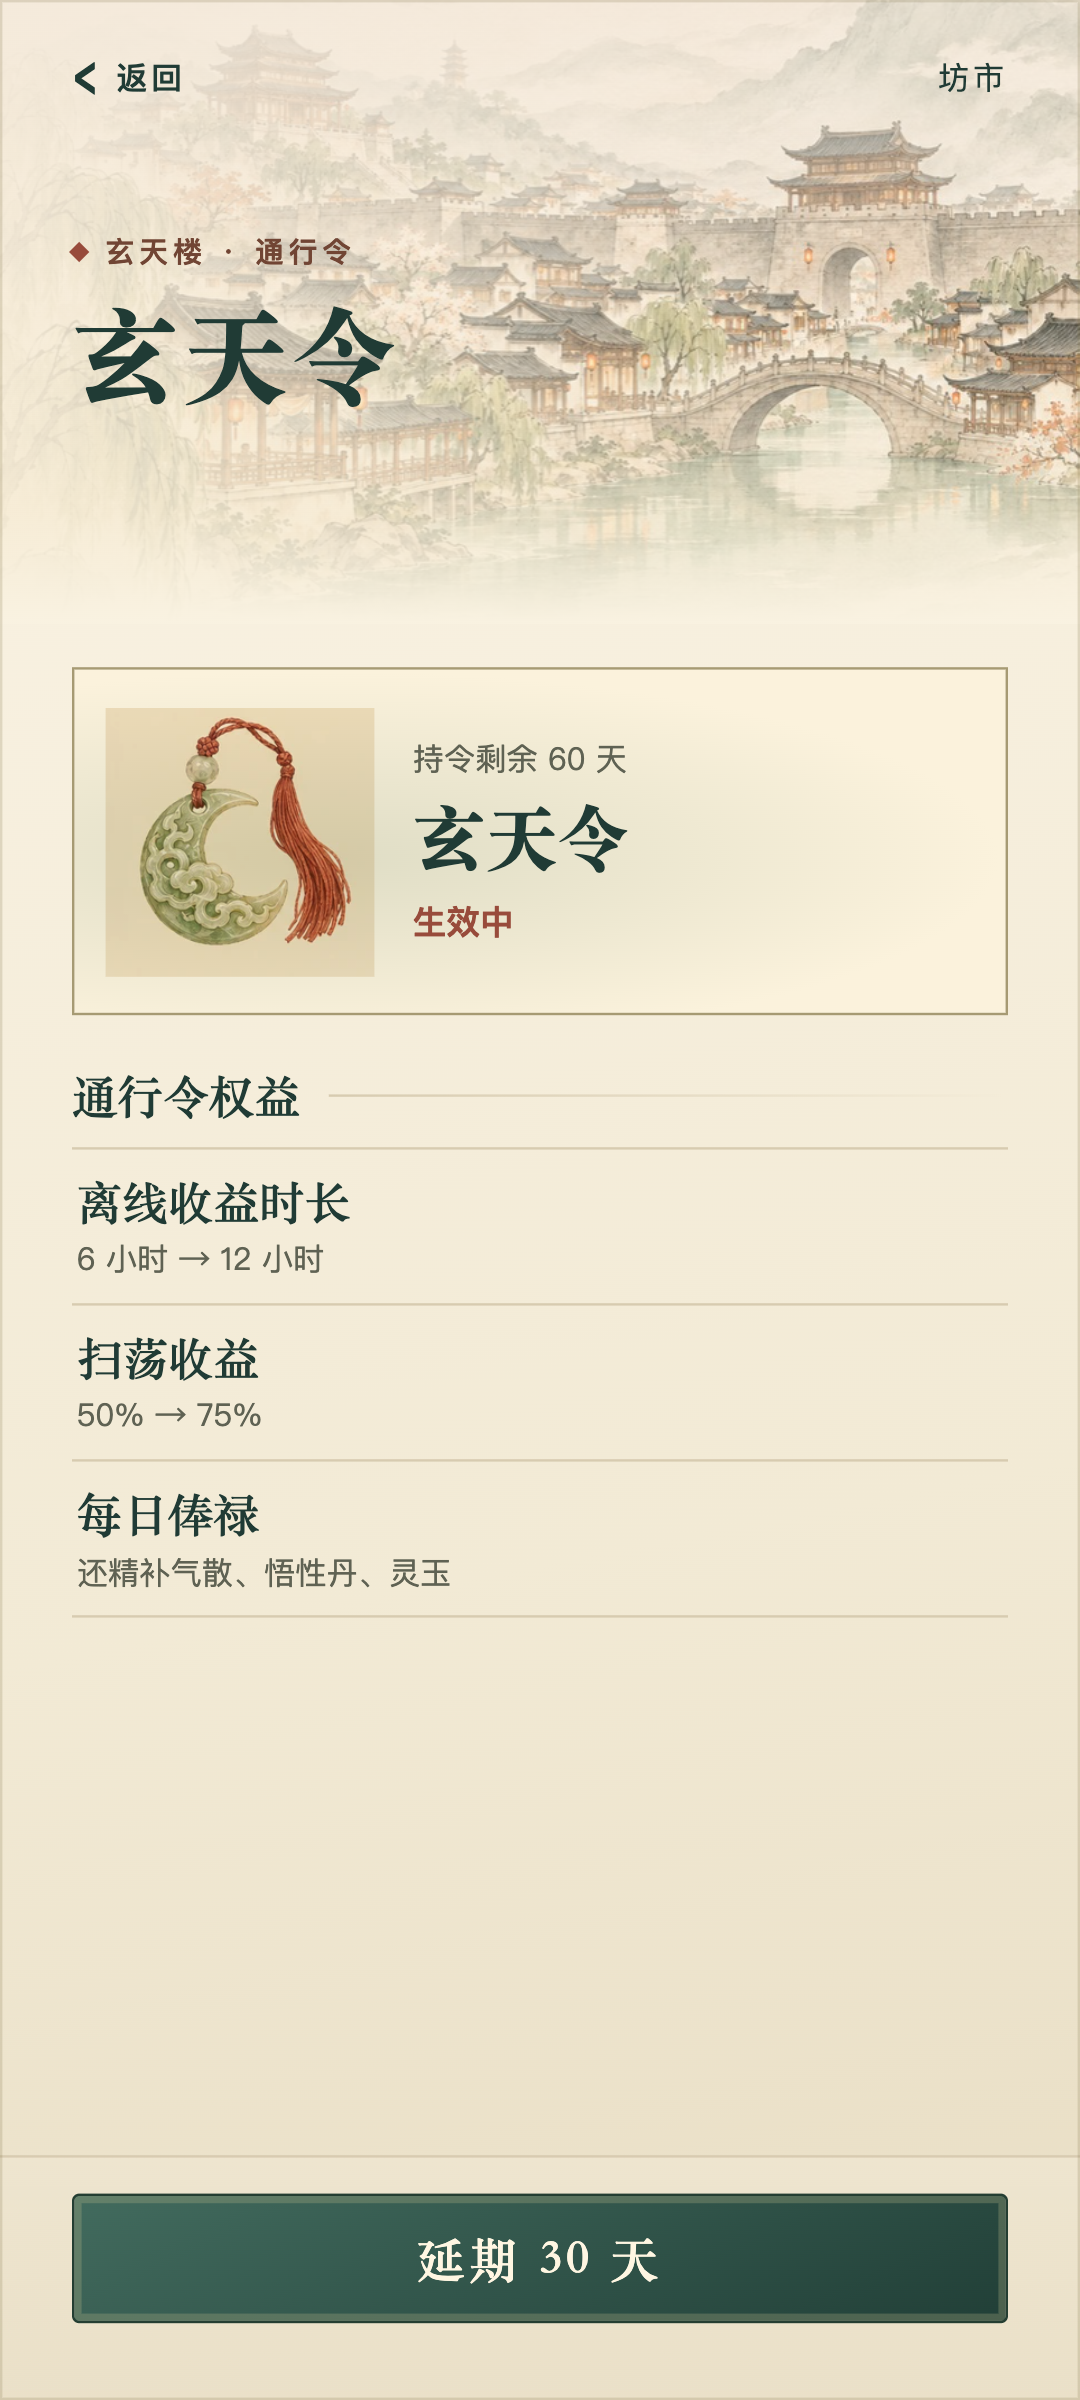 返回
坊市
玄天楼 · 通行令
玄天令
持令剩余 60 天
玄天令
生效中
通行令权益
离线收益时长
6 小时 → 12 小时
扫荡收益
50% → 75%
每日俸禄
还精补气散、悟性丹、灵玉
延期 30 天